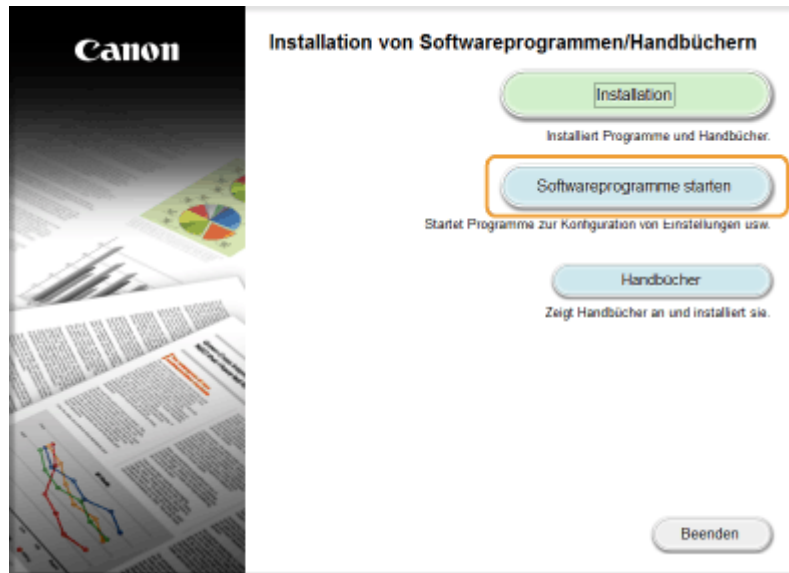 Canon
Installation von Softwareprogrammen/Handbüchern
Installation
Installiert Programme und Handbücher.
Softwareprogramme starten
Startet Programme zur Konfiguration von Einstellungen usw.
Handbücher
Zeigt Handbücher an und installiert sie.
Beenden